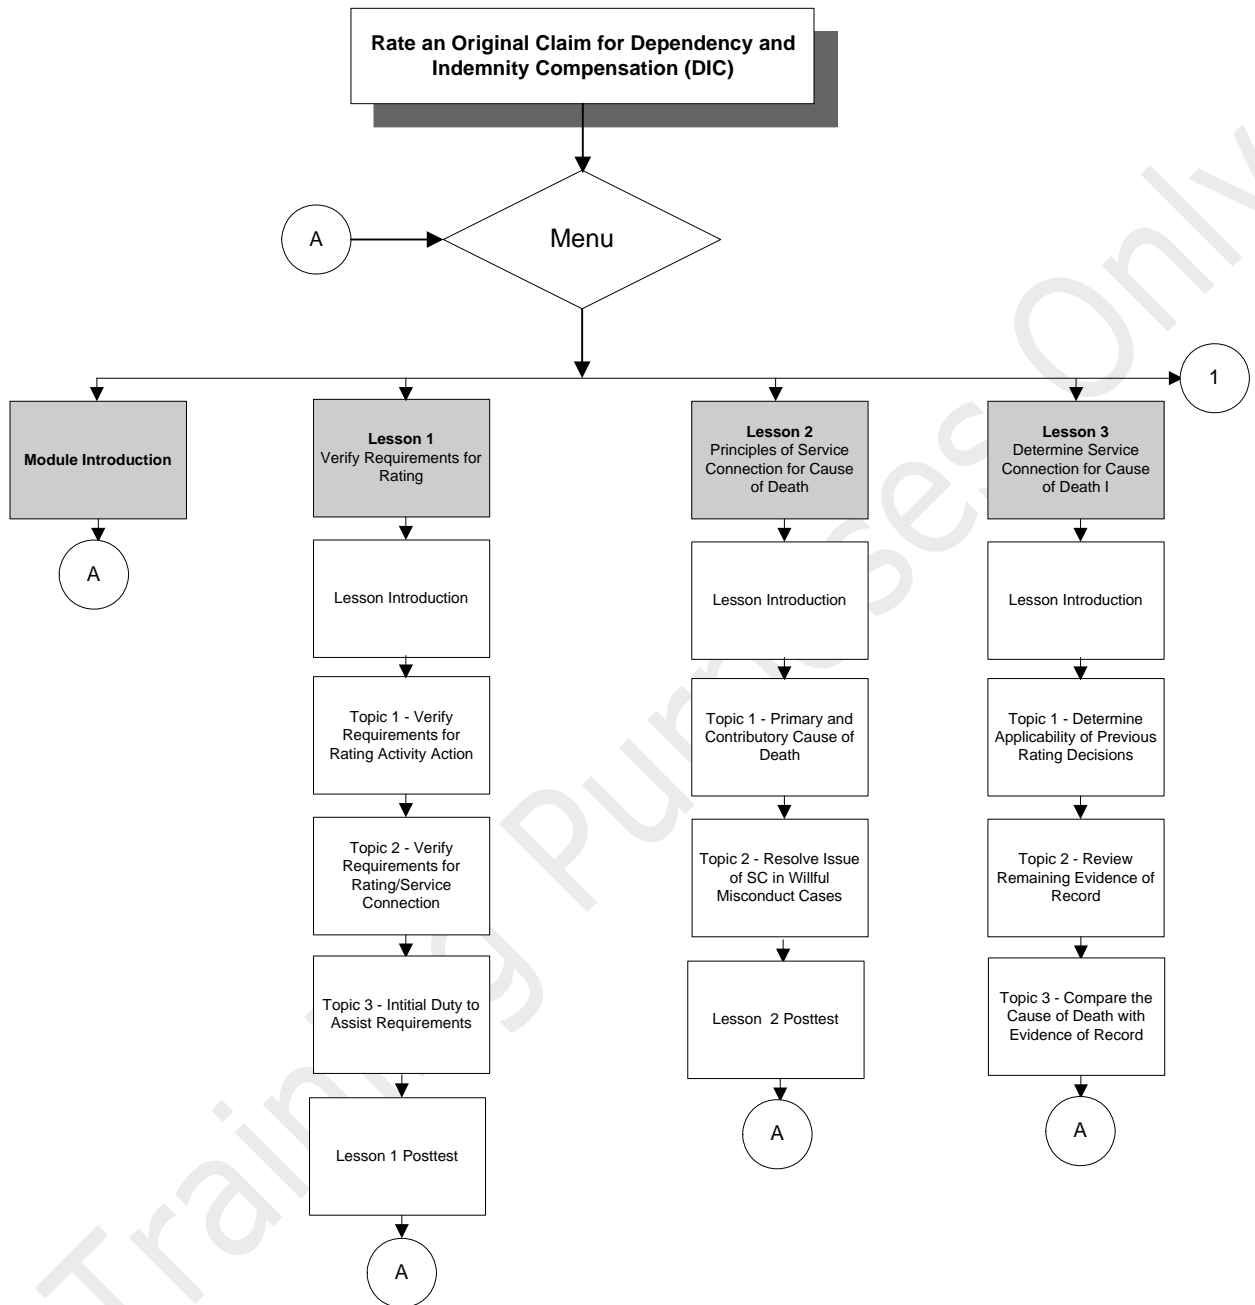 Rate an Original Claim for Dependency and
Indemnity Compensation (DIC)
A
Menu
1
Module Introduction
A
Lesson 1
Verify Requirements for
Rating
Lesson Introduction
Topic 1 - Verify
Requirements for
Rating Activity Action
Topic 2 - Verify
Requirements for
Rating/Service
Connection
Topic 3 - Intitial Duty to
Assist Requirements
Lesson 1 Posttest
A
Lesson 2
Principles of Service
Connection for Cause
of Death
Lesson Introduction
Topic 1 - Primary and
Contributory Cause of
Death
Topic 2 - Resolve Issue
of SC in Willful
Misconduct Cases
Lesson  2 Posttest
A
Lesson 3
Determine Service
Connection for Cause
of Death I
Lesson Introduction
Topic 1 - Determine
Applicability of Previous
Rating Decisions
Topic 2 - Review
Remaining Evidence of
Record
Topic 3 - Compare the
Cause of Death with
Evidence of Record
A
Training Purposes Only